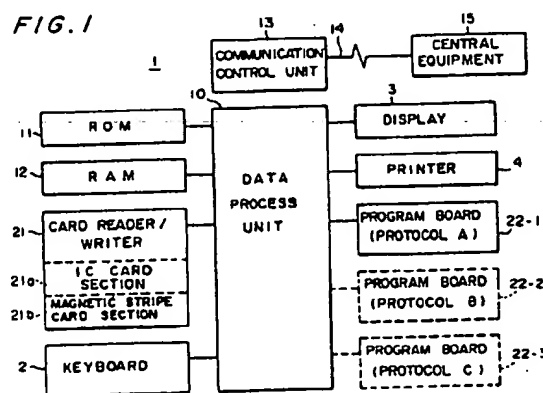 FIG. 1
13
14
15
COMMUNICATION
CONTROL UNIT
CENTRAL
EQUIPMENT
1
10
3
11
ROM
DISPLAY
12
RAM
PRINTER
4
DATA
PROCESS
UNIT
21
CARD READER/
WRITER
PROGRAM BOARD
(PROTOCOL A)
22-1
21a
IC CARD
SECTION
21b
MAGNETIC STRIPE
CARD SECTION
PROGRAM BOARD
(PROTOCOL B)
22-2
2
KEYBOARD
PROGRAM BOARD
(PROTOCOL C)
22-3